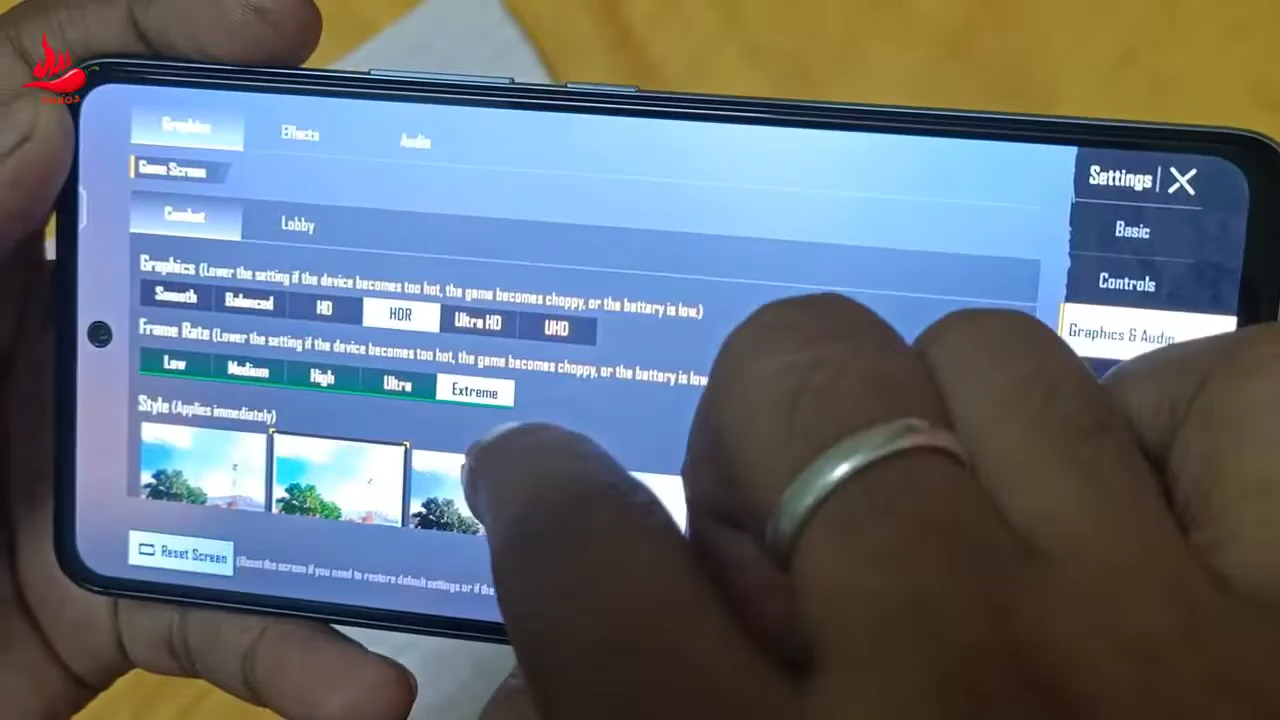 Graphics Effects Audio
Game Screen
Combat Lobby
Graphics (Lower the setting if the device becomes too hot, the game becomes choppy, or the battery is low.)
Smooth Balanced HD HDR Ultra HD UHD
Frame Rate (Lower the setting if the device becomes too hot, the game becomes choppy, or the battery is low
Low Medium High Ultra Extreme
Style (Applies immediately)
Reset Screen (Reset the screen if you need to restore default settings or if the
Settings
Basic
Controls
Graphics & Audio